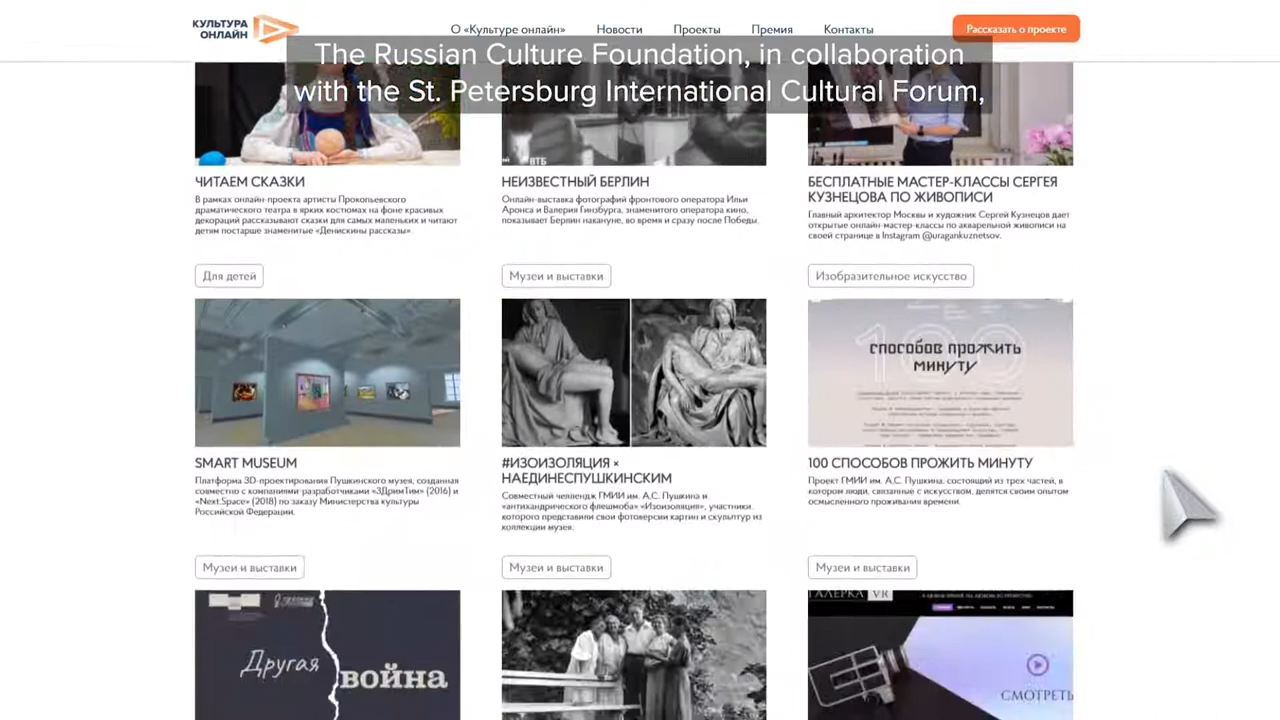 КУЛЬТУРА
ОНЛАЙН
О «Культуре онлайн»
Новости
Проекты
Премия
Контакты
Рассказать о проекте
The Russian Culture Foundation, in collaboration
with the St. Petersburg International Cultural Forum,
ВТБ
ЧИТАЕМ СКАЗКИ
В рамках онлайн-проекта артисты Прокопьевского
драматического театра в ярких костюмах на фоне красивых
декораций рассказывают сказки для самых маленьких и читают
детям постарше знаменитые «Денискины рассказы».
НЕИЗВЕСТНЫЙ БЕРЛИН
Онлайн-выставка фотографий фронтового оператора Ильи
Аронса и Валерия Гинзбурга, знаменитого оператора кино,
показывает Берлин накануне, во время и сразу после Победы.
БЕСПЛАТНЫЕ МАСТЕР-КЛАССЫ СЕРГЕЯ
КУЗНЕЦОВА ПО ЖИВОПИСИ
Главный архитектор Москвы и художник Сергей Кузнецов дает
открытые онлайн-мастер-классы по акварельной живописи на
своей странице в Instagram @uragankuznetsov.
Для детей
Музеи и выставки
Изобразительное искусство
100
способов прожить
минуту
SMART MUSEUM
Платформа 3D-проектирования Пушкинского музея, созданная
совместно с компаниями-разработчиками «3ДримТим» (2016) и
«Next.Space» (2018) по заказу Министерства культуры
Российской Федерации.
#ИЗОИЗОЛЯЦИЯ ×
НАЕДИНЕСПУШКИНСКИМ
Совместный челлендж ГМИИ им. А.С. Пушкина и
«антихандрического флешмоба» «Изоизоляция», участники
которого представили свои фотоверсии картин и скульптур из
коллекции музея.
100 СПОСОБОВ ПРОЖИТЬ МИНУТУ
Проект ГМИИ им. А.С. Пушкина, состоящий из трех частей, в
котором люди, связанные с искусством, делятся своим опытом
осмысленного проживания времени.
Музеи и выставки
Музеи и выставки
Музеи и выставки
Другая
война
ГАЛЕРКА VR
СМОТРЕТЬ